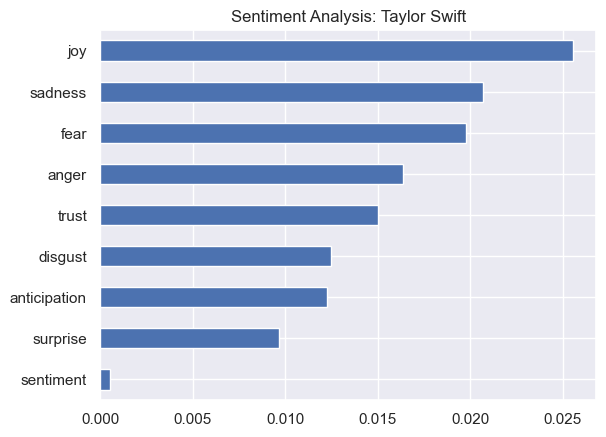 Sentiment Analysis: Taylor Swift
joy
sadness
fear
anger
trust
disgust
anticipation
surprise
sentiment
0.000 0.005 0.010 0.015 0.020 0.025